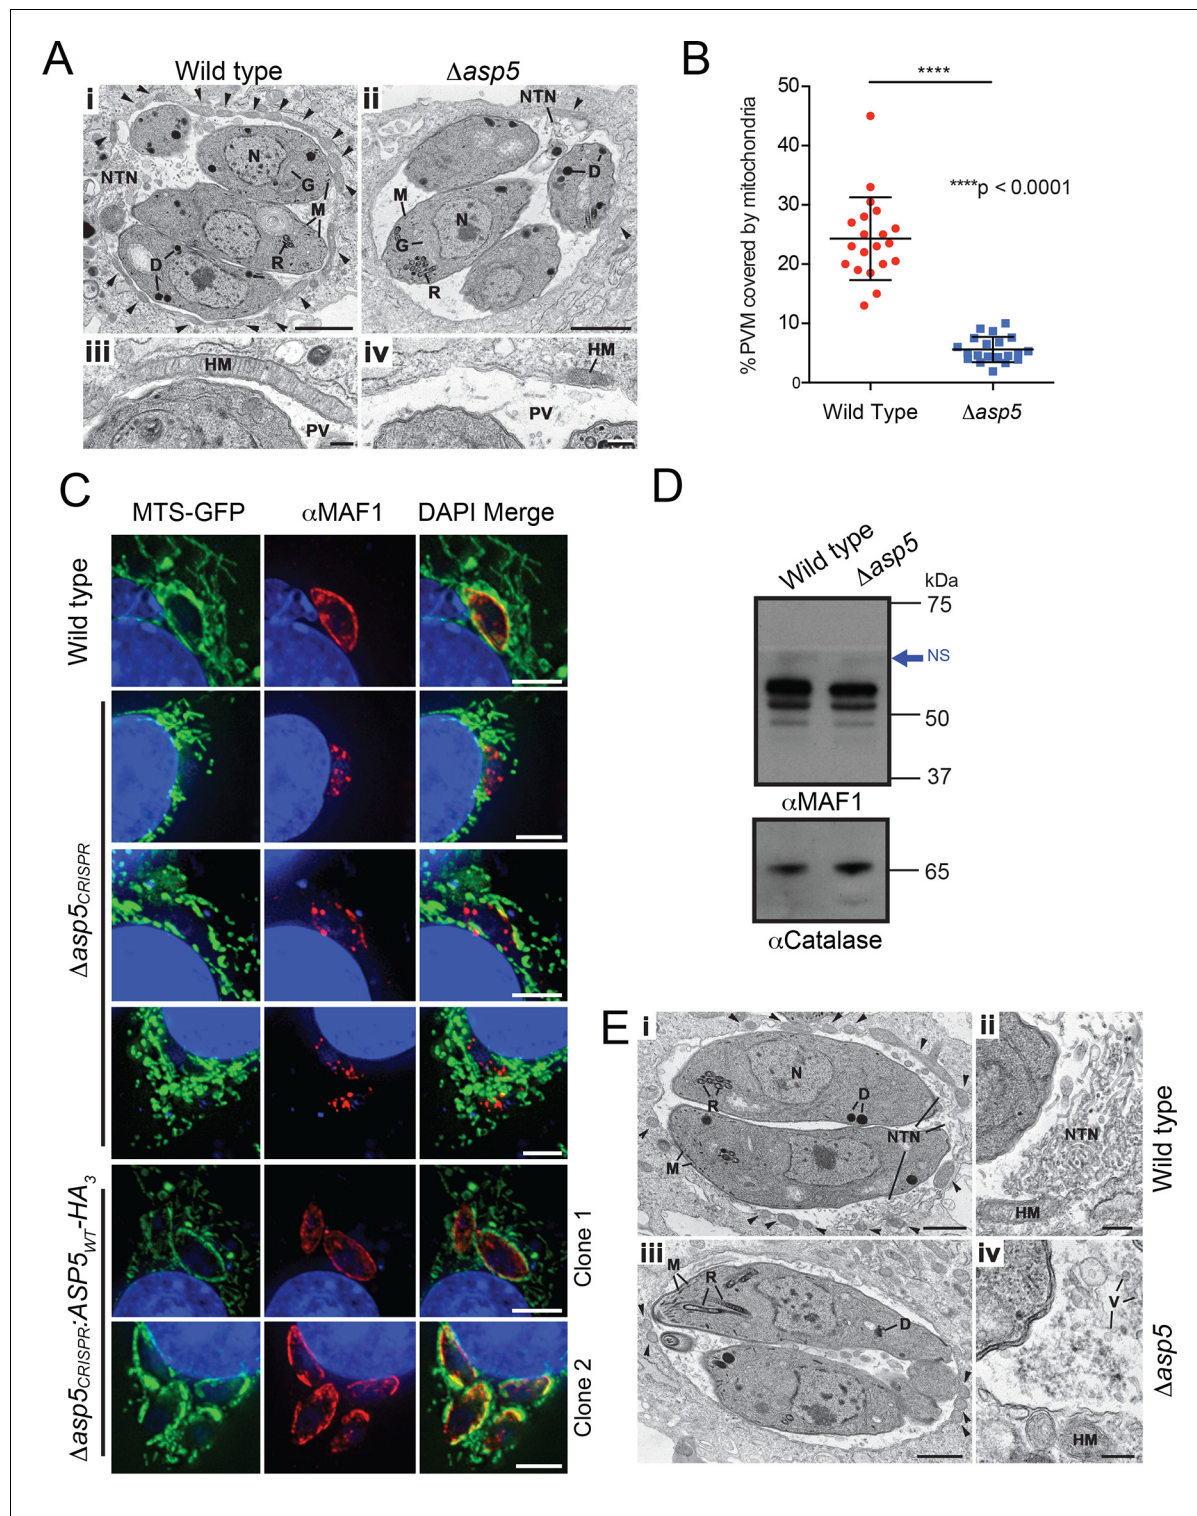 A
Wild type
Δasp5
i
NTN
N
G
M
D
R
ii
NTN
D
M
N
G
R
iii
HM
PV
iv
HM
PV
B
****
% PVM covered by mitochondria
50
40
30
20
10
0
****p < 0.0001
Wild Type
Δasp5
C
MTS-GFP
αMAF1
DAPI Merge
Wild type
Δasp5CRISPR
Δasp5CRISPR:ASP5WT-HA3
Clone 1
Clone 2
D
Wild type
Δasp5
kDa
75
NS
50
37
αMAF1
65
αCatalase
E
i
N
R
D
NTN
M
ii
NTN
HM
Wild type
iii
M
R
D
iv
V
HM
Δasp5